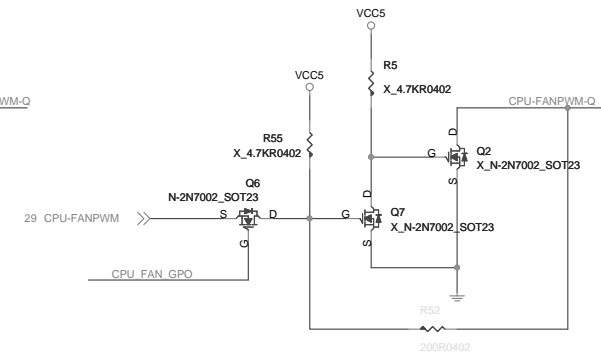 VCC5
R5
X_4.7KR0402
VCC5
WM-Q
CPU-FANPWM-Q
R55
X_4.7KR0402
D
G
Q2
X_N-2N7002_SOT23
S
Q6
N-2N7002_SOT23
D
29 CPU-FANPWM
S
D
G
Q7
X_N-2N7002_SOT23
G
S
CPU_FAN_GPO
R52
200R0402